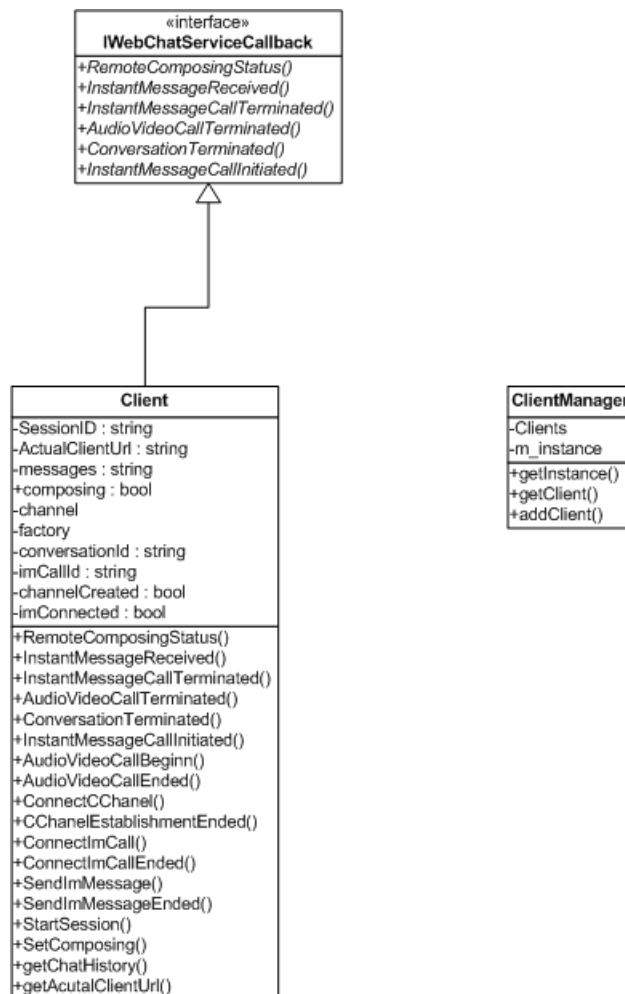 «interface»
IWebChatServiceCallback
+RemoteComposingStatus()
+InstantMessageReceived()
+InstantMessageCallTerminated()
+AudioVideoCallTerminated()
+ConversationTerminated()
+InstantMessageCallInitiated()
Client
-SessionID : string
-ActualClientUrl : string
-messages : string
+composing : bool
-channel
-factory
-conversationId : string
-imCallId : string
-channelCreated : bool
-imConnected : bool
+RemoteComposingStatus()
+InstantMessageReceived()
+InstantMessageCallTerminated()
+AudioVideoCallTerminated()
+ConversationTerminated()
+InstantMessageCallInitiated()
+AudioVideoCallBeginn()
+AudioVideoCallEnded()
+ConnectCChanel()
+CChanelEstablishmentEnded()
+ConnectImCall()
+ConnectImCallEnded()
+SendImMessage()
+SendImMessageEnded()
+StartSession()
+SetComposing()
+getChatHistory()
+getAcutalClientUrl()
ClientManager
-Clients
-m_instance
+getInstance()
+getClient()
+addClient()